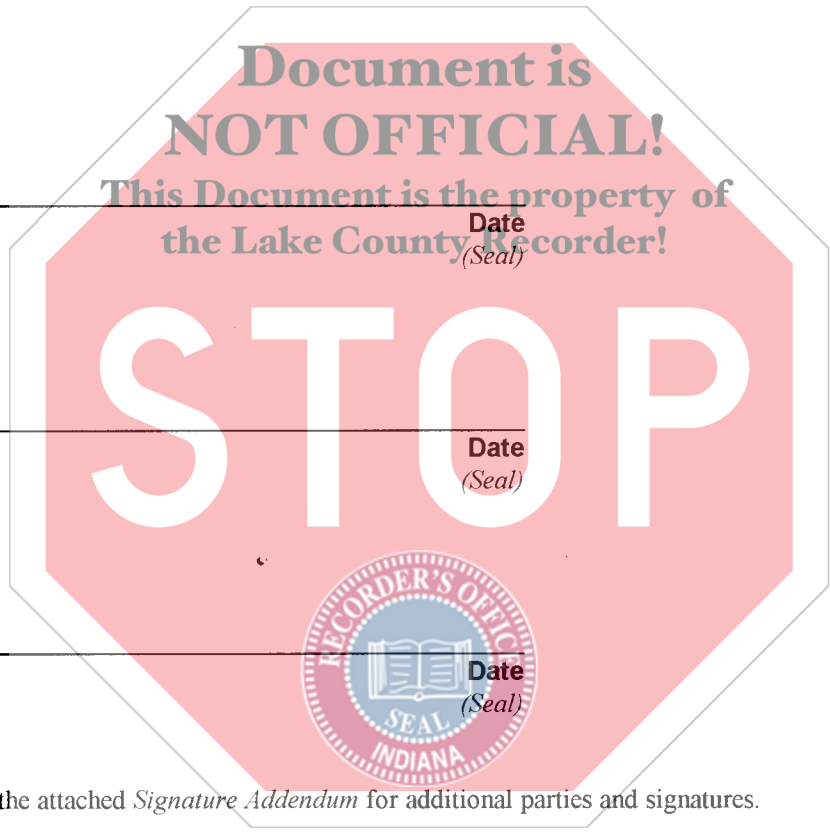 Document is
NOT OFFICIAL!
This Document is the property of
the Lake County Recorder!
Date
(Seal)
STOP
Date
(Seal)
RECORDER'S OFFICE
Date
(Seal)
SEAL
INDIANA
the attached Signature Addendum for additional parties and signatures.